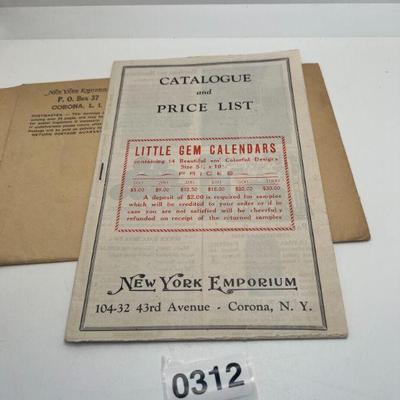 New York Emporium
P. O. Box 37
CORONA, L. I.
CATALOGUE
and
PRICE LIST
LITTLE GEM CALENDARS
containing 14 Beautiful and Colorful Designs
PRICES
$5.00 $9.00 $13.50 $18.00 $20.00 $30.00
A deposit of $2.00 is required for samples
which will be credited to your order or if in
case you are not satisfied will be cheerfully
refunded on receipt of the returned samples
NEW YORK EMPORIUM
104-32 43rd Avenue - Corona, N. Y.
0312